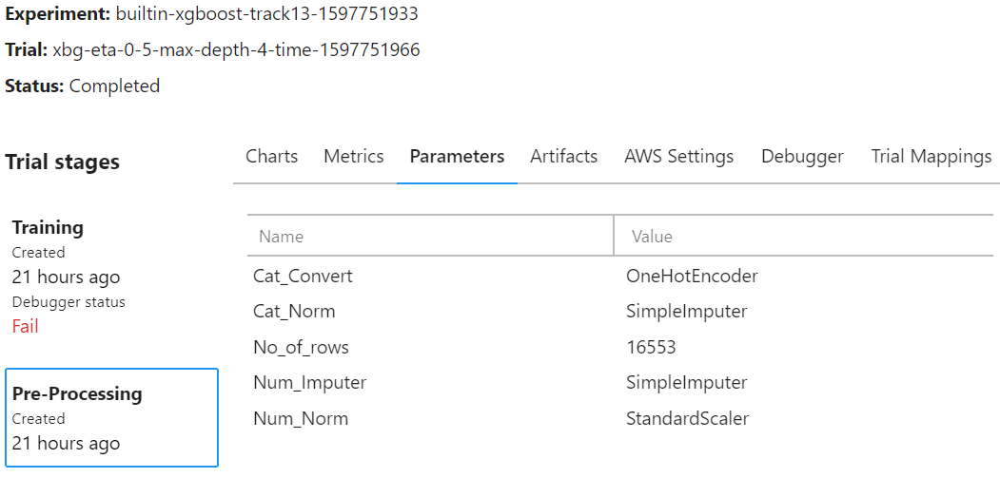 Experiment: builtin-xgboost-track13-1597751933
Trial: xbg-eta-0-5-max-depth-4-time-1597751966
Status: Completed
Trial stages
Training
Created
21 hours ago
Debugger status
Fail
Pre-Processing
Created
21 hours ago
Charts Metrics Parameters Artifacts AWS Settings Debugger Trial Mappings
Name Value
Cat_Convert OneHotEncoder
Cat_Norm SimpleImputer
No_of_rows 16553
Num_Imputer SimpleImputer
Num_Norm StandardScaler